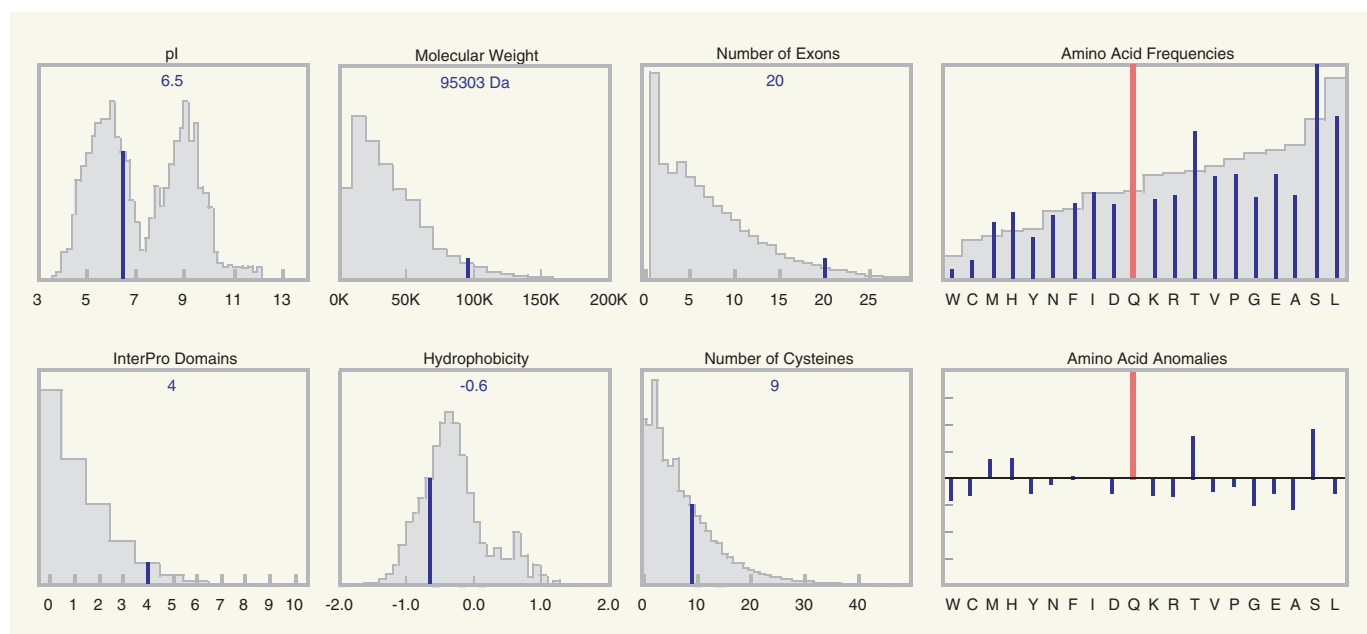 pI Molecular Weight Number of Exons Amino Acid Frequencies
6.5 95303 Da 20
3 5 7 9 11 13 0K 50K 100K 150K 200K 0 5 10 15 20 25 W C M H Y N F I D Q K R T V P G E A S L
InterPro Domains Hydrophobicity Number of Cysteines Amino Acid Anomalies
4 -0.6 9
0 1 2 3 4 5 6 7 8 9 10 -2.0 -1.0 0.0 1.0 2.0 0 10 20 30 40 W C M H Y N F I D Q K R T V P G E A S L